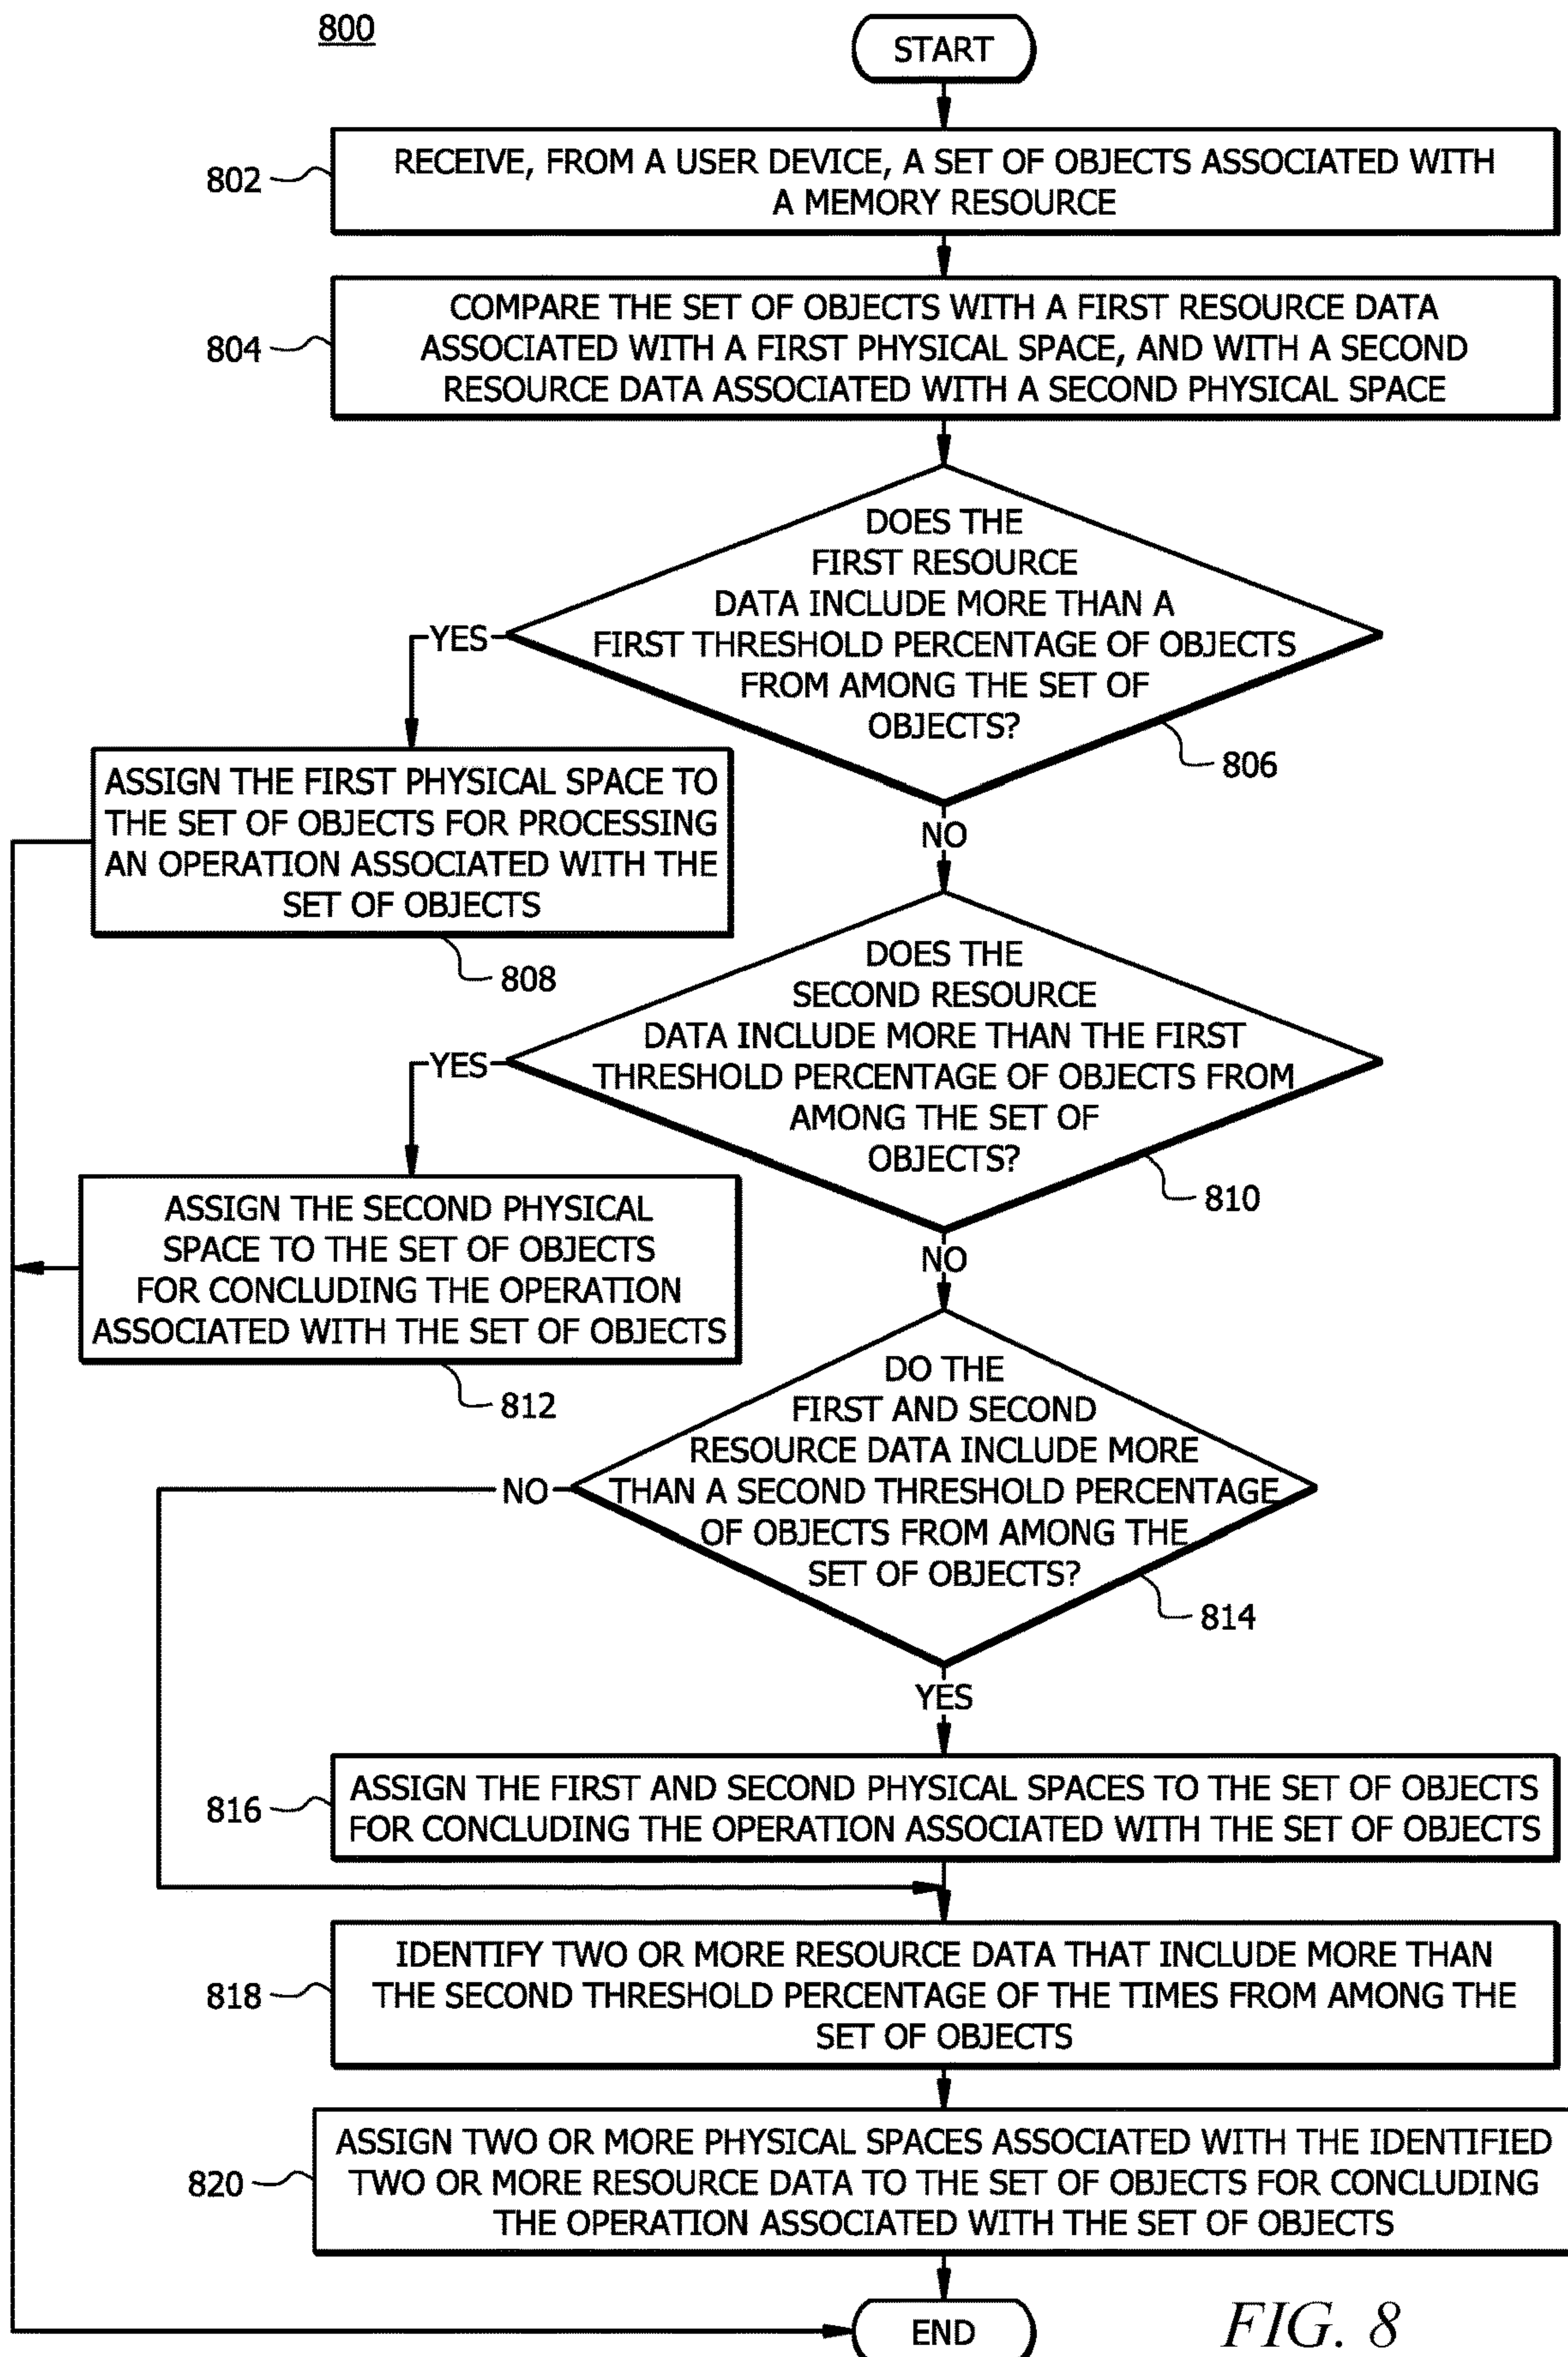 800
START
802
RECEIVE, FROM A USER DEVICE, A SET OF OBJECTS ASSOCIATED WITH
A MEMORY RESOURCE
804
COMPARE THE SET OF OBJECTS WITH A FIRST RESOURCE DATA
ASSOCIATED WITH A FIRST PHYSICAL SPACE, AND WITH A SECOND
RESOURCE DATA ASSOCIATED WITH A SECOND PHYSICAL SPACE
DOES THE
FIRST RESOURCE
DATA INCLUDE MORE THAN A
FIRST THRESHOLD PERCENTAGE OF OBJECTS
FROM AMONG THE SET OF
OBJECTS?
806
YES
NO
ASSIGN THE FIRST PHYSICAL SPACE TO
THE SET OF OBJECTS FOR PROCESSING
AN OPERATION ASSOCIATED WITH THE
SET OF OBJECTS
808
DOES THE
SECOND RESOURCE
DATA INCLUDE MORE THAN THE FIRST
THRESHOLD PERCENTAGE OF OBJECTS FROM
AMONG THE SET OF
OBJECTS?
810
YES
NO
ASSIGN THE SECOND PHYSICAL
SPACE TO THE SET OF OBJECTS
FOR CONCLUDING THE OPERATION
ASSOCIATED WITH THE SET OF OBJECTS
812
DO THE
FIRST AND SECOND
RESOURCE DATA INCLUDE MORE
THAN A SECOND THRESHOLD PERCENTAGE
OF OBJECTS FROM AMONG THE
SET OF OBJECTS?
814
NO
YES
816
ASSIGN THE FIRST AND SECOND PHYSICAL SPACES TO THE SET OF OBJECTS
FOR CONCLUDING THE OPERATION ASSOCIATED WITH THE SET OF OBJECTS
818
IDENTIFY TWO OR MORE RESOURCE DATA THAT INCLUDE MORE THAN
THE SECOND THRESHOLD PERCENTAGE OF THE TIMES FROM AMONG THE
SET OF OBJECTS
820
ASSIGN TWO OR MORE PHYSICAL SPACES ASSOCIATED WITH THE IDENTIFIED
TWO OR MORE RESOURCE DATA TO THE SET OF OBJECTS FOR CONCLUDING
THE OPERATION ASSOCIATED WITH THE SET OF OBJECTS
END
FIG. 8